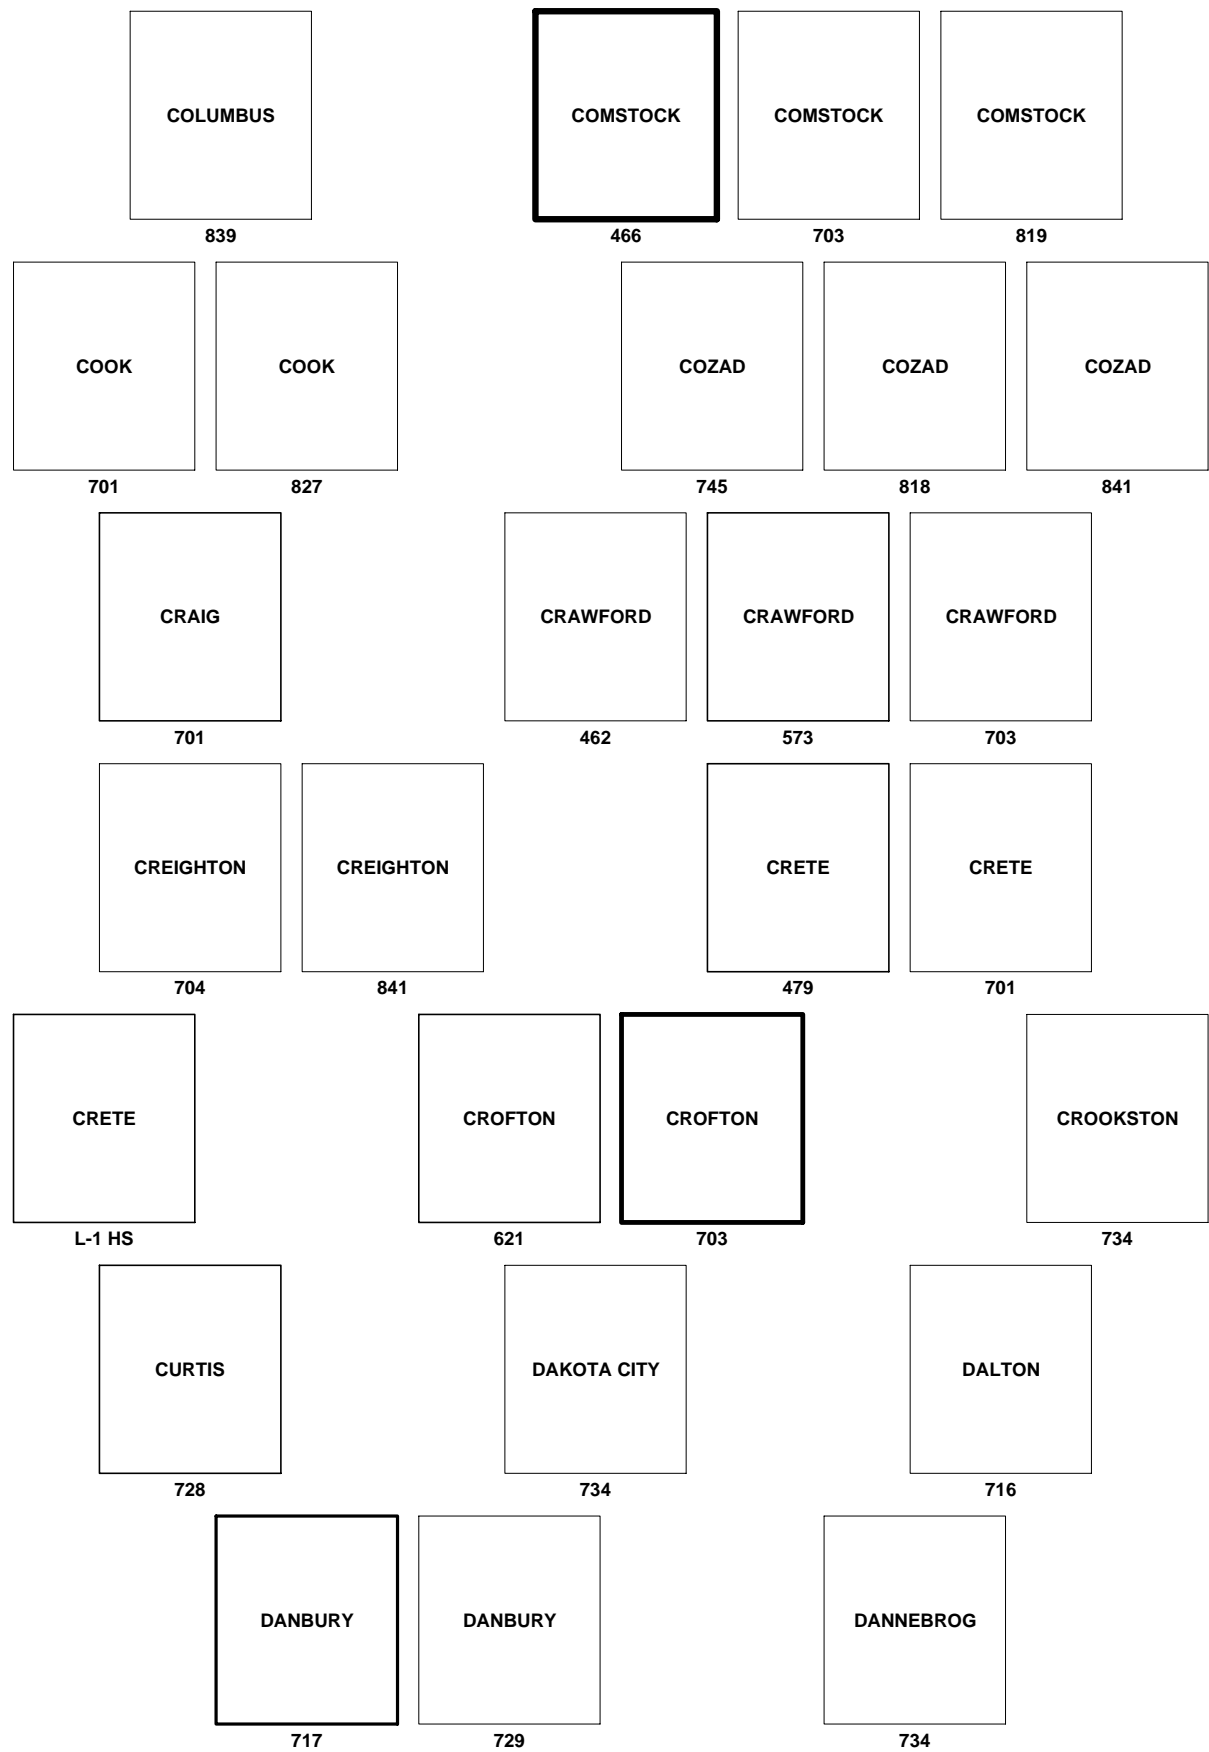 COLUMBUS COMSTOCK COMSTOCK COMSTOCK
839 466 703 819
COOK COOK COZAD COZAD COZAD
701 827 745 818 841
CRAIG CRAWFORD CRAWFORD CRAWFORD
701 462 573 703
CREIGHTON CREIGHTON CRETE CRETE
704 841 479 701
CRETE CROFTON CROFTON CROOKSTON
L-1 HS 621 703 734
CURTIS DAKOTA CITY DALTON
728 734 716
DANBURY DANBURY DANNEBROG
717 729 734